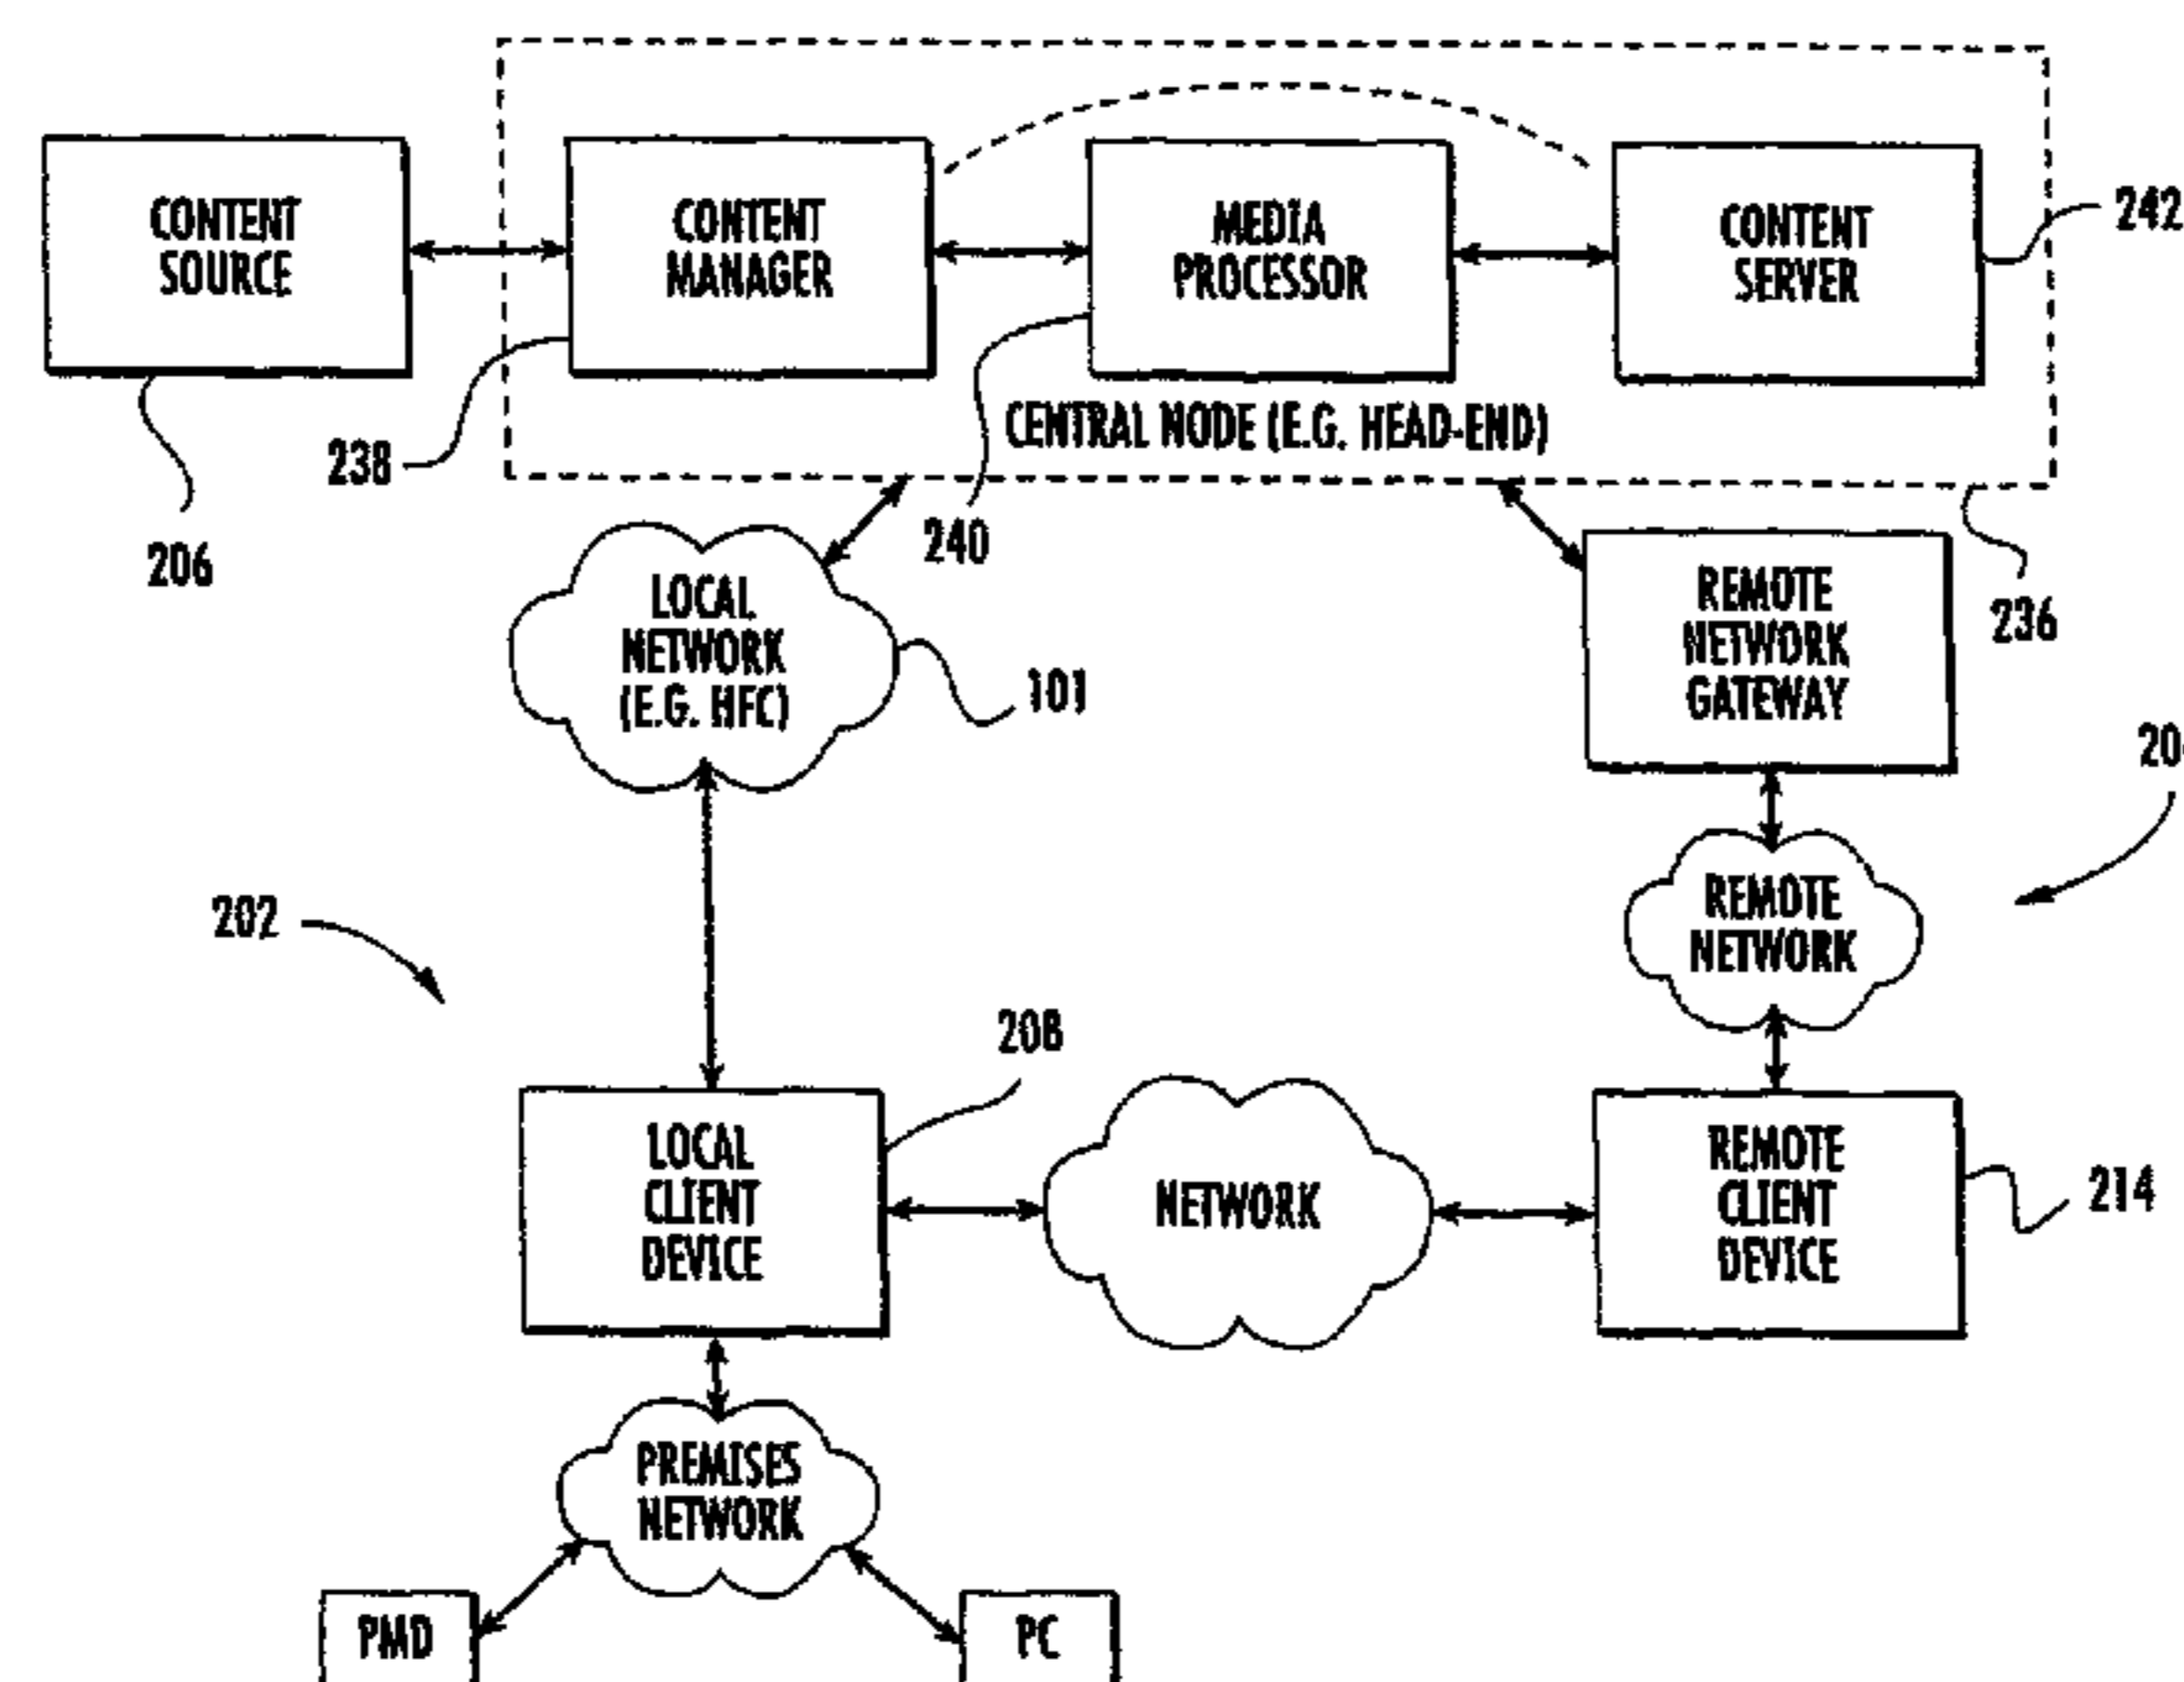 CONTENT
SOURCE
CONTENT
MANAGER
MEDIA
PROCESSOR
CONTENT
SERVER
242
238
CENTRAL NODE (E.G. HEAD-END)
206
240
236
LOCAL
NETWORK
(E.G. HFC)
101
REMOTE
NETWORK
GATEWAY
20
REMOTE
NETWORK
202
208
LOCAL
CLIENT
DEVICE
NETWORK
REMOTE
CLIENT
DEVICE
214
PREMISES
NETWORK
PMD
PC